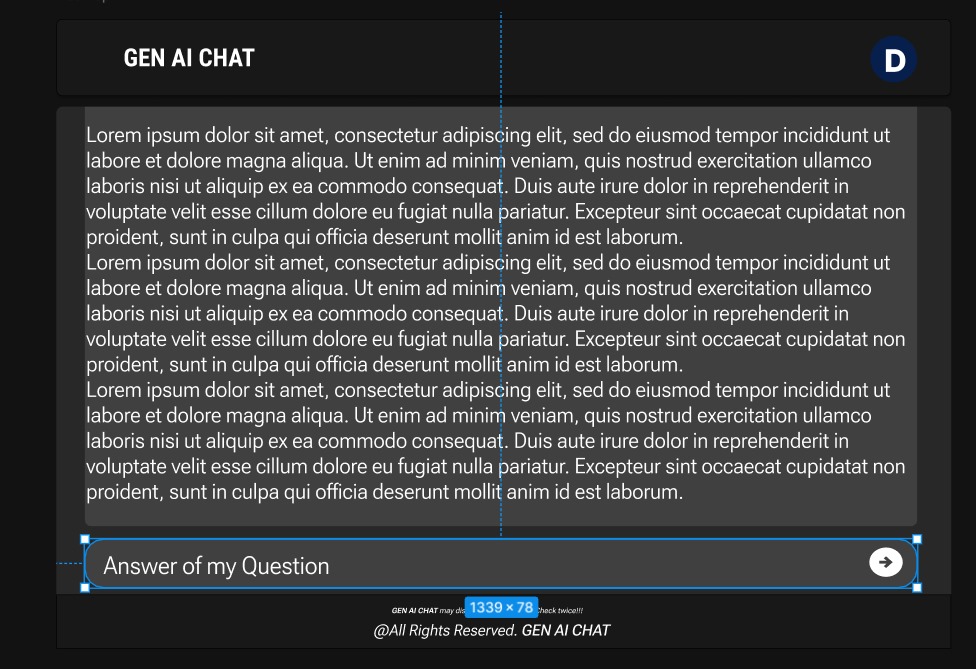 GEN AI CHAT
D
Lorem ipsum dolor sit amet, consectetur adipiscing elit, sed do eiusmod tempor incididunt ut
labore et dolore magna aliqua. Ut enim ad minim veniam, quis nostrud exercitation ullamco
laboris nisi ut aliquip ex ea commodo consequat. Duis aute irure dolor in reprehenderit in
voluptate velit esse cillum dolore eu fugiat nulla pariatur. Excepteur sint occaecat cupidatat non
proident, sunt in culpa qui officia deserunt mollit anim id est laborum.
Lorem ipsum dolor sit amet, consectetur adipiscing elit, sed do eiusmod tempor incididunt ut
labore et dolore magna aliqua. Ut enim ad minim veniam, quis nostrud exercitation ullamco
laboris nisi ut aliquip ex ea commodo consequat. Duis aute irure dolor in reprehenderit in
voluptate velit esse cillum dolore eu fugiat nulla pariatur. Excepteur sint occaecat cupidatat non
proident, sunt in culpa qui officia deserunt mollit anim id est laborum.
Lorem ipsum dolor sit amet, consectetur adipiscing elit, sed do eiusmod tempor incididunt ut
labore et dolore magna aliqua. Ut enim ad minim veniam, quis nostrud exercitation ullamco
laboris nisi ut aliquip ex ea commodo consequat. Duis aute irure dolor in reprehenderit in
voluptate velit esse cillum dolore eu fugiat nulla pariatur. Excepteur sint occaecat cupidatat non
proident, sunt in culpa qui officia deserunt mollit anim id est laborum.
Answer of my Question
GEN AI CHAT may 1339 × 78 Check twice!!!
@All Rights Reserved. GEN AI CHAT